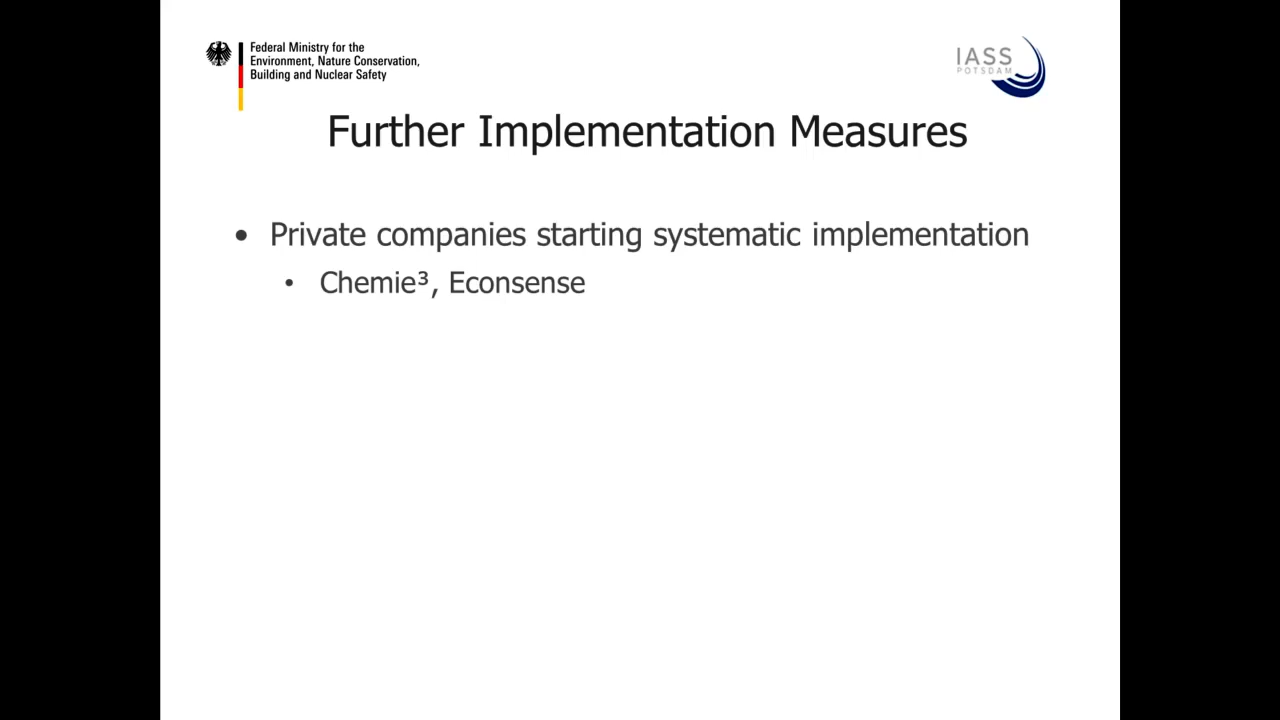 Federal Ministry for the
Environment, Nature Conservation,
Building and Nuclear Safety
IASS
POTSDAM
Further Implementation Measures
• Private companies starting systematic implementation
• Chemie³, Econsense